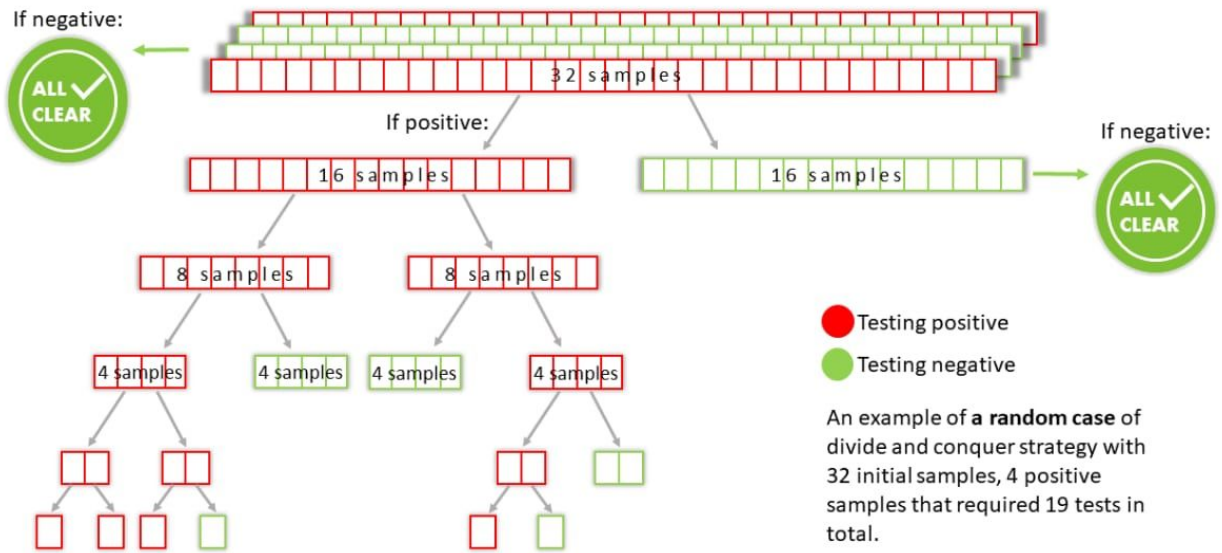 If negative:
ALL
CLEAR
32 samples
If positive:
If negative:
16 samples
16 samples
ALL
CLEAR
8 samples
8 samples
Testing positive
4 samples
4 samples
4 samples
4 samples
Testing negative
An example of a random case of
divide and conquer strategy with
32 initial samples, 4 positive
samples that required 19 tests in
total.